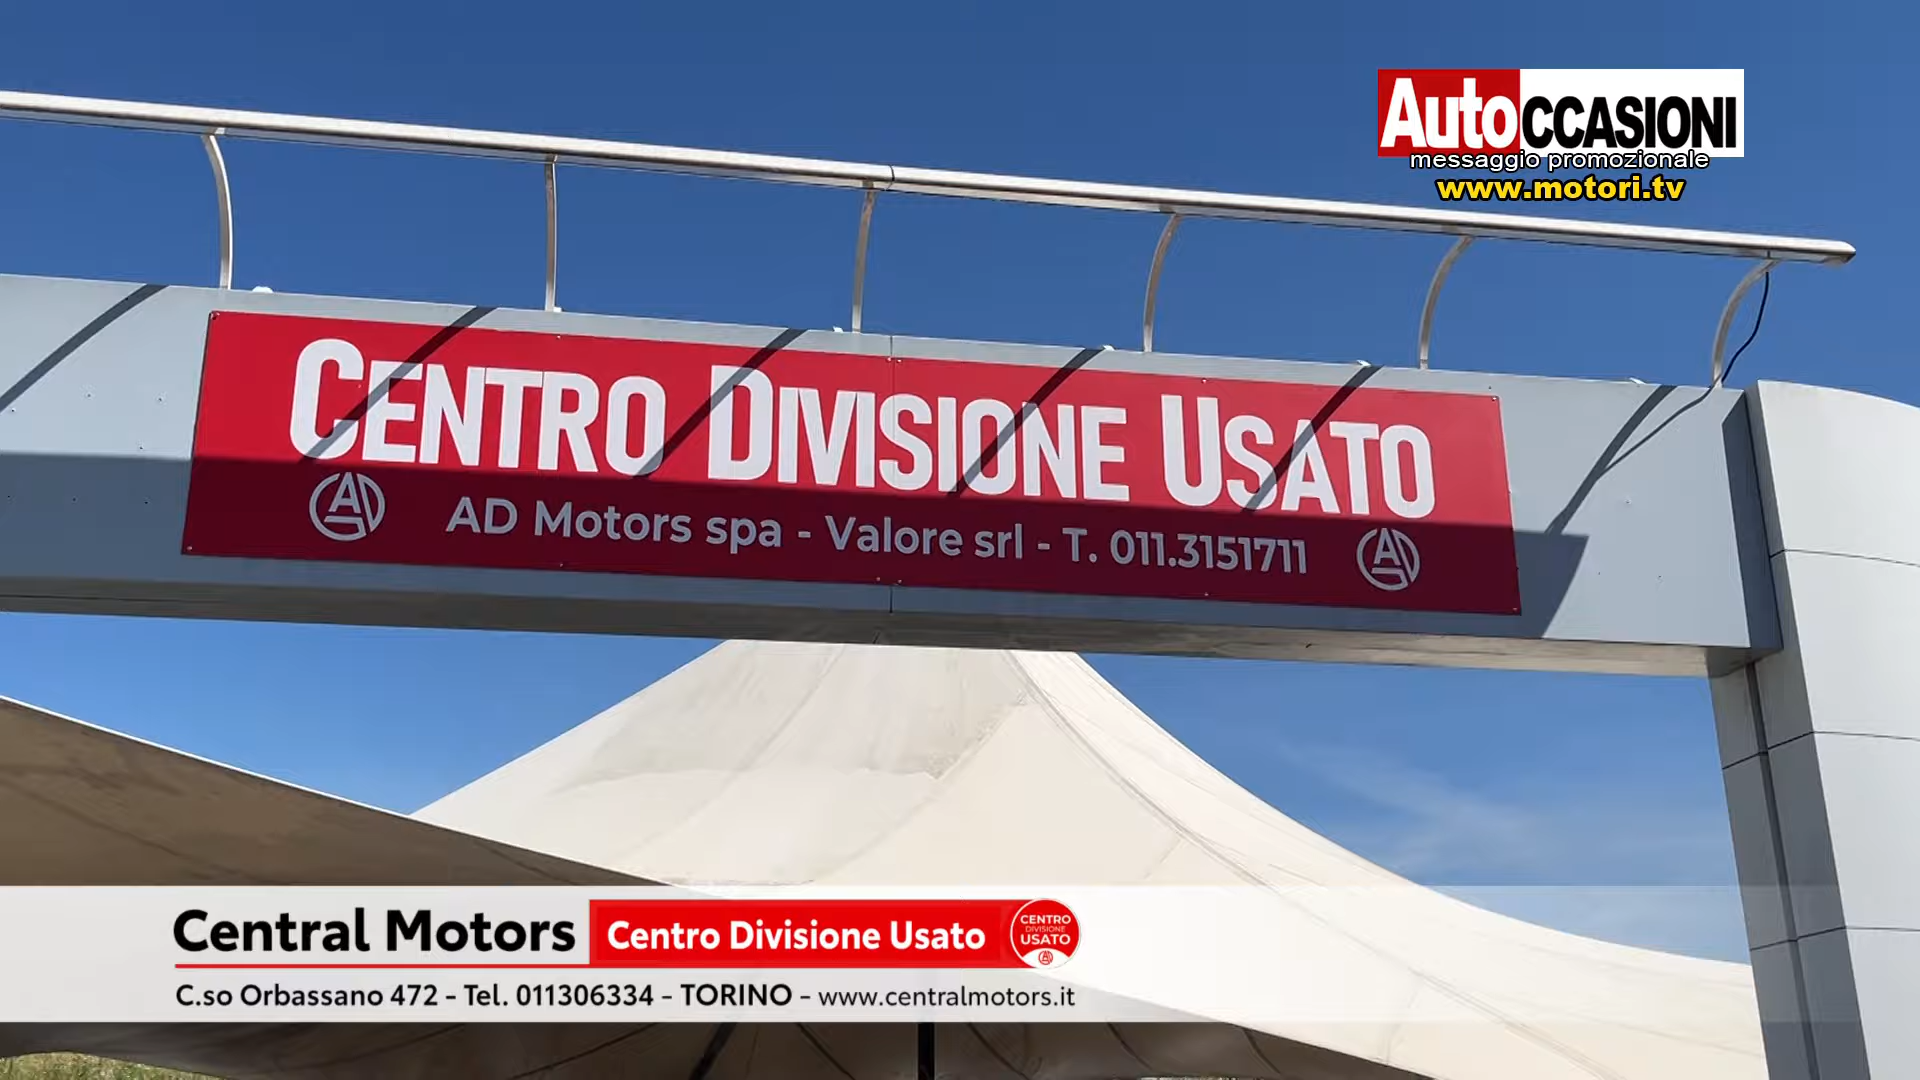 AutOCCASIONI
messaggio promozionale
www.motori.tv
CENTRO DIVISIONE USATO
AD Motors spa - Valore srl - T. 011.3151711
Central Motors
Centro Divisione Usato
CENTRO
DIVISIONE
USATO
C.so Orbassano 472 - Tel. 011306334 - TORINO - www.centralmotors.it